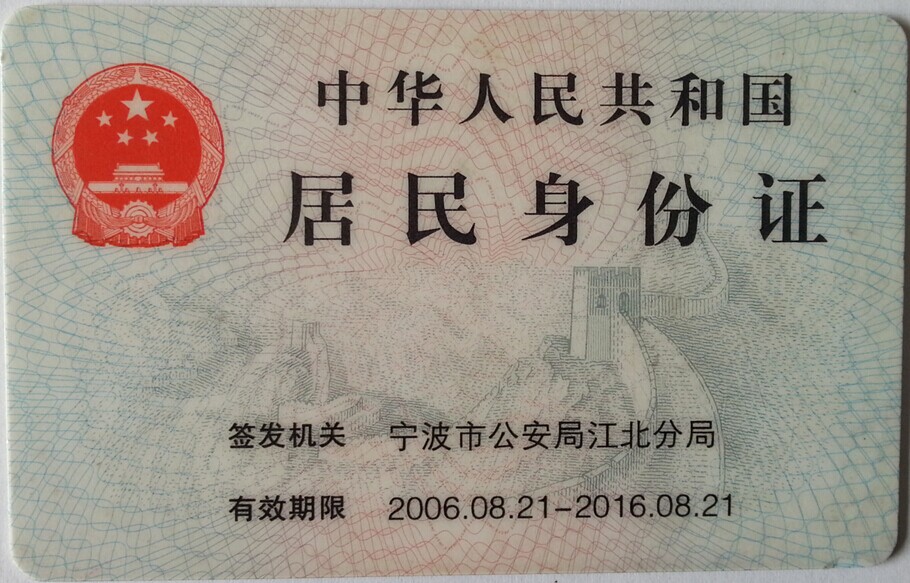 中华人民共和国
居民身份证
签发机关 宁波市公安局江北分局
有效期限 2006.08.21-2016.08.21